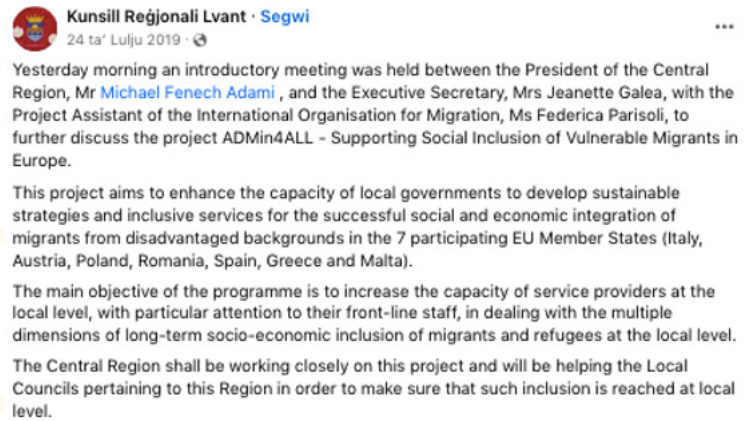 Kunsill Reġjonali Lvant · Segwi
24 ta' Lulju 2019 ·
Yesterday morning an introductory meeting was held between the President of the Central
Region, Mr Michael Fenech Adami , and the Executive Secretary, Mrs Jeanette Galea, with the
Project Assistant of the International Organisation for Migration, Ms Federica Parisoli, to
further discuss the project ADMin4ALL - Supporting Social Inclusion of Vulnerable Migrants in
Europe.
This project aims to enhance the capacity of local governments to develop sustainable
strategies and inclusive services for the successful social and economic integration of
migrants from disadvantaged backgrounds in the 7 participating EU Member States (Italy,
Austria, Poland, Romania, Spain, Greece and Malta).
The main objective of the programme is to increase the capacity of service providers at the
local level, with particular attention to their front-line staff, in dealing with the multiple
dimensions of long-term socio-economic inclusion of migrants and refugees at the local level.
The Central Region shall be working closely on this project and will be helping the Local
Councils pertaining to this Region in order to make sure that such inclusion is reached at local
level.